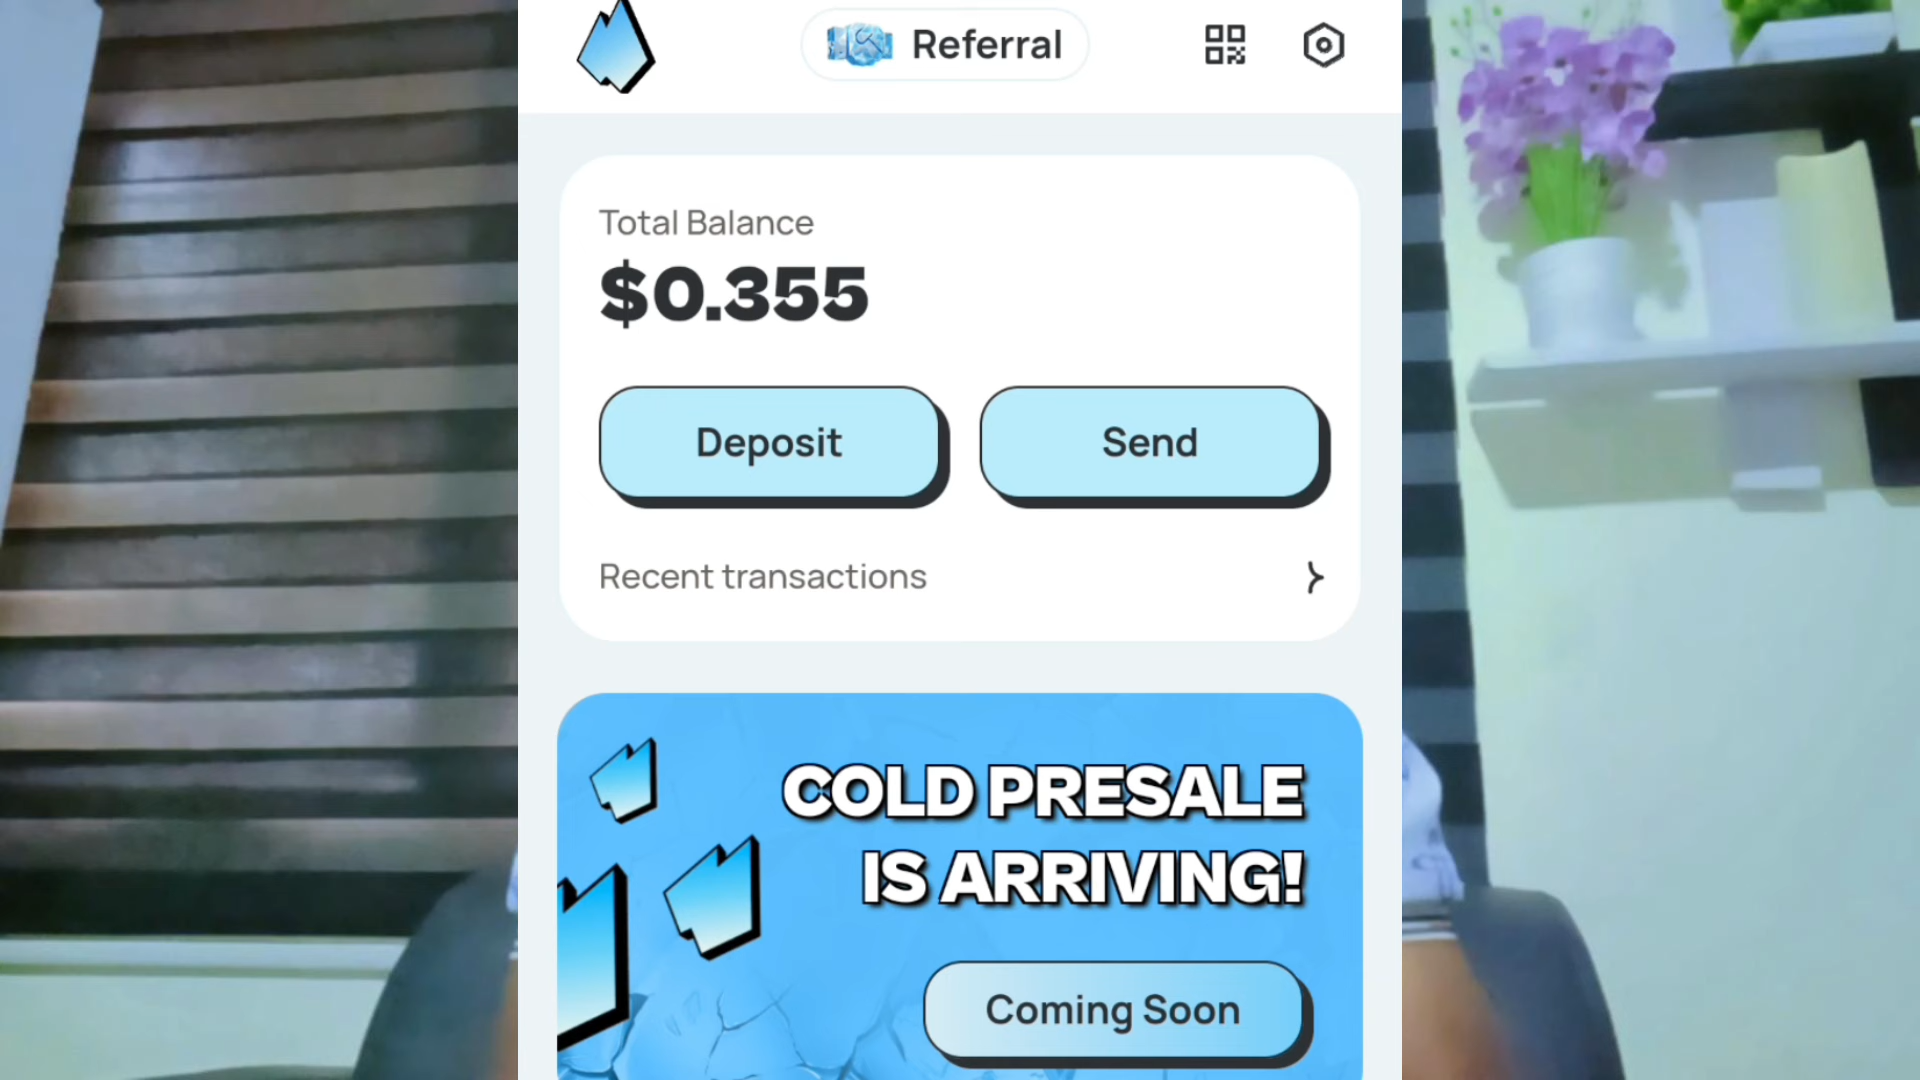 Referral
Total Balance
$0.355
Deposit
Send
Recent transactions
COLD PRESALE
IS ARRIVING!
Coming Soon